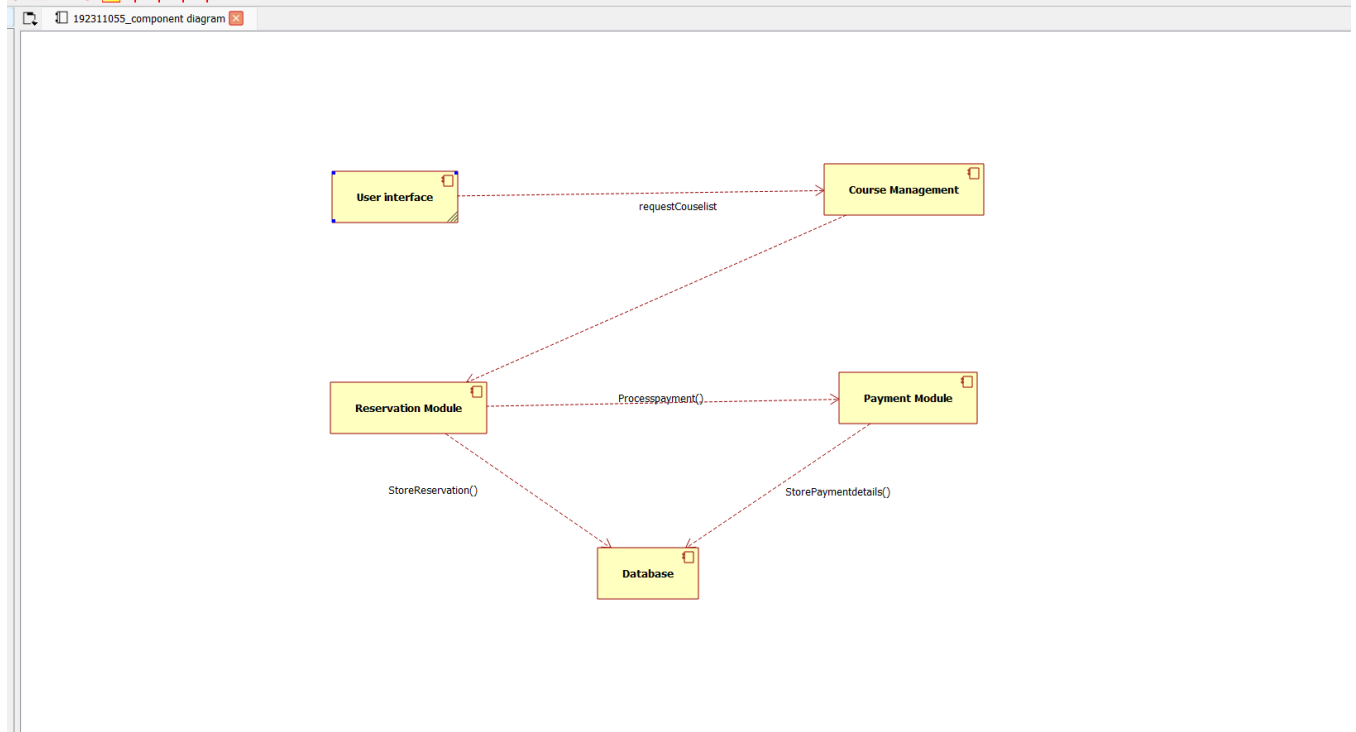 192311055_component diagram
User interface
Course Management
requestCouselist
Reservation Module
Processpayment()
Payment Module
StoreReservation()
StorePaymentdetails()
Database